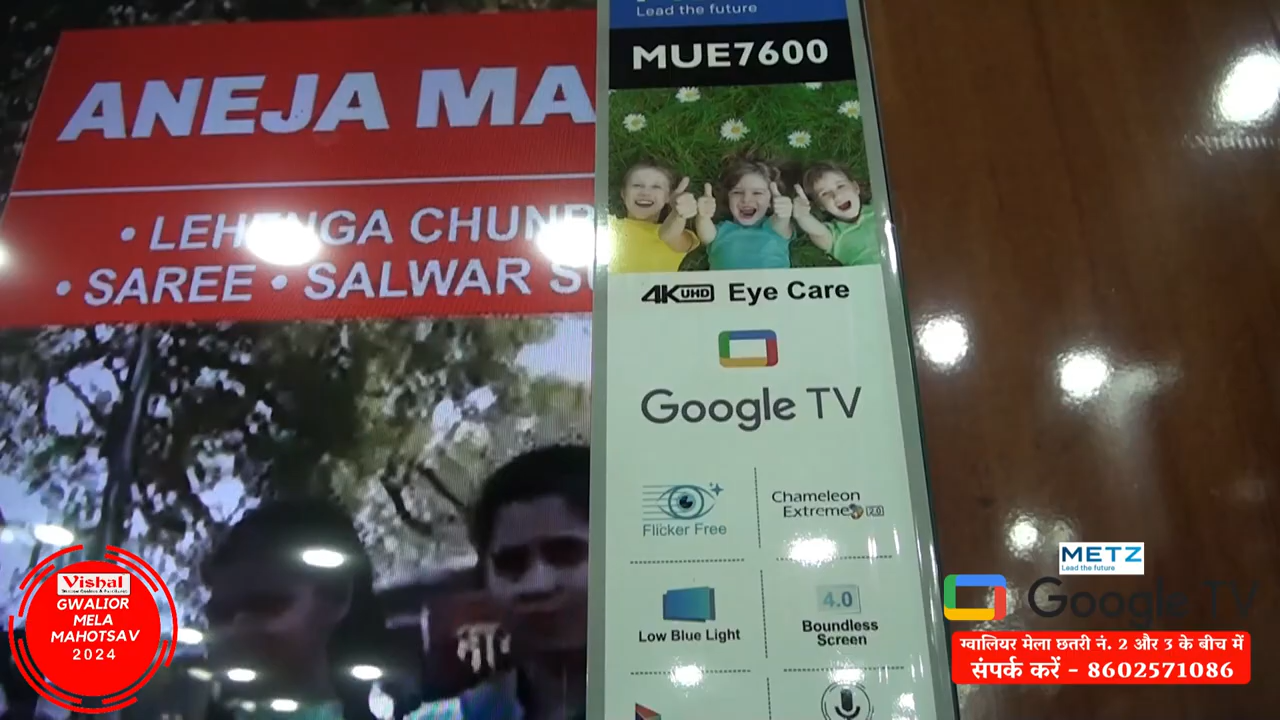 Lead the future
MUE7600
ANEJA MA
• LEHENGA CHUN
• SAREE • SALWAR S
4K UHD Eye Care
Google TV
Flicker Free
Chameleon
Extreme 2.0
Low Blue Light
4.0
Boundless
Screen
Vishal
GWALIOR
MELA
MAHOTSAV
2024
METZ
Lead the future
Google TV
ग्वालियर मेला छतरी नं. 2 और 3 के बीच में
संपर्क करें - 8602571086